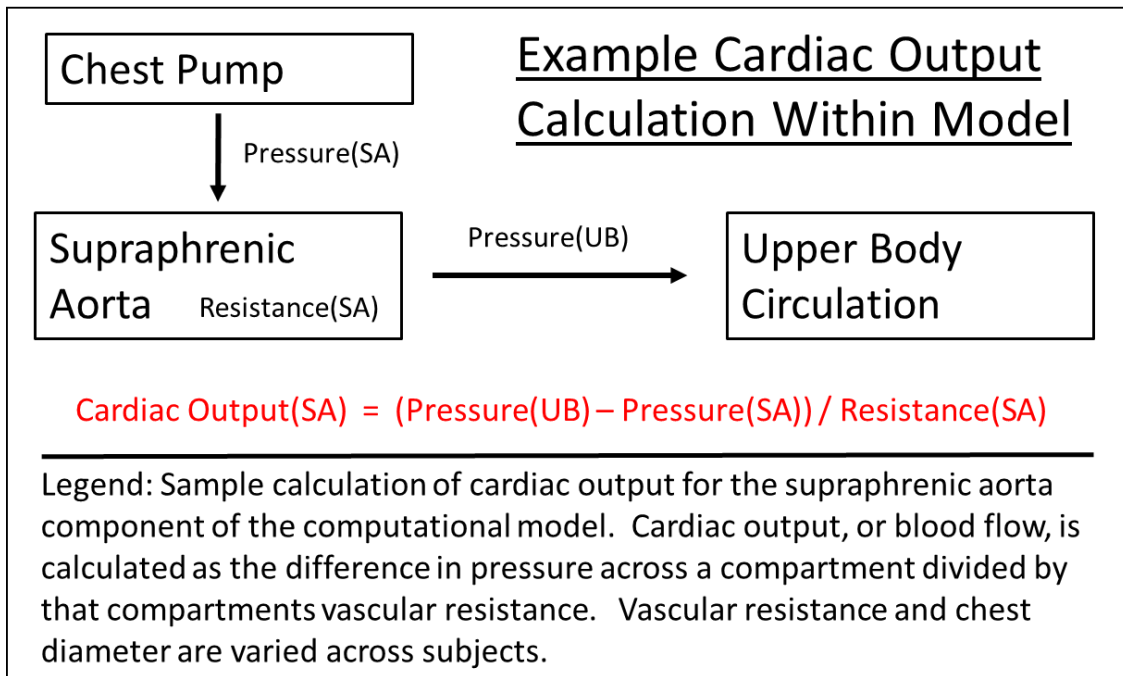 Chest Pump
Example Cardiac Output
Calculation Within Model
Pressure(SA)
Supraphrenic
Aorta Resistance(SA)
Pressure(UB)
Upper Body
Circulation
Cardiac Output(SA) = (Pressure(UB) – Pressure(SA)) / Resistance(SA)
Legend: Sample calculation of cardiac output for the supraphrenic aorta
component of the computational model. Cardiac output, or blood flow, is
calculated as the difference in pressure across a compartment divided by
that compartments vascular resistance. Vascular resistance and chest
diameter are varied across subjects.